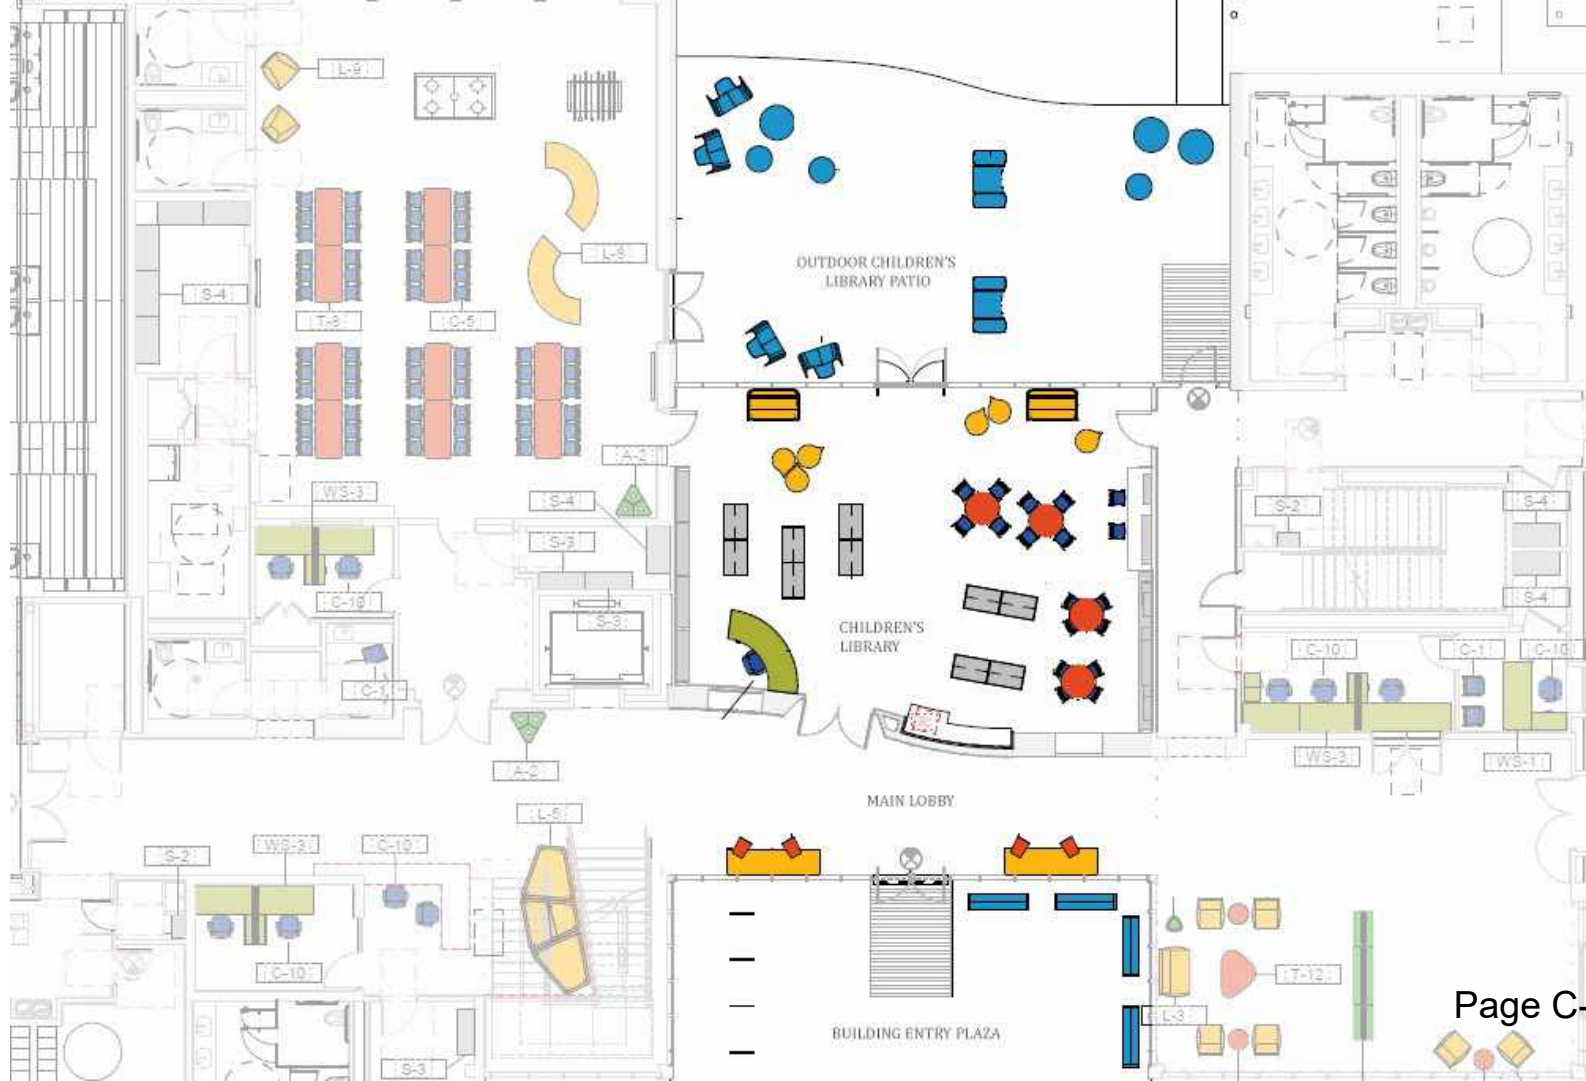 L-9
OUTDOOR CHILDREN'S
LIBRARY PATIO
S-4
T-8
C-5
A-2
WS-3
S-4
S-3
S-2
S-4
C-10
S-3
CHILDREN'S
LIBRARY
S-4
C-10
C-1
C-10
C-1
WS-3
WS-1
A-2
MAIN LOBBY
S-2
WS-3
C-10
C-10
T-12
L-3
Page C-
BUILDING ENTRY PLAZA
S-3